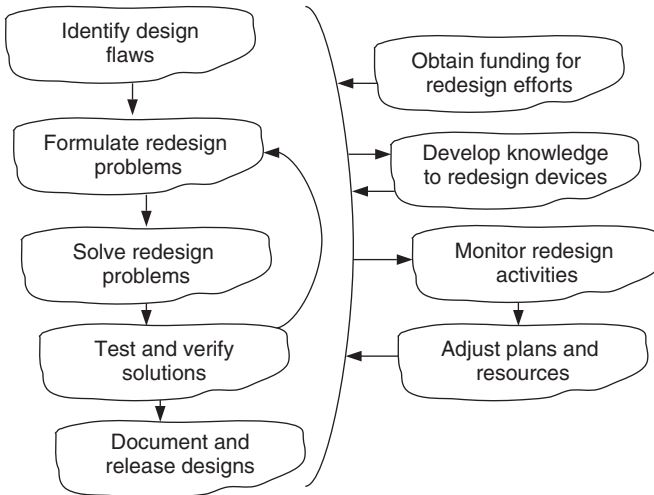 Identify design
flaws
Formulate redesign
problems
Solve redesign
problems
Test and verify
solutions
Document and
release designs
Obtain funding for
redesign efforts
Develop knowledge
to redesign devices
Monitor redesign
activities
Adjust plans and
resources